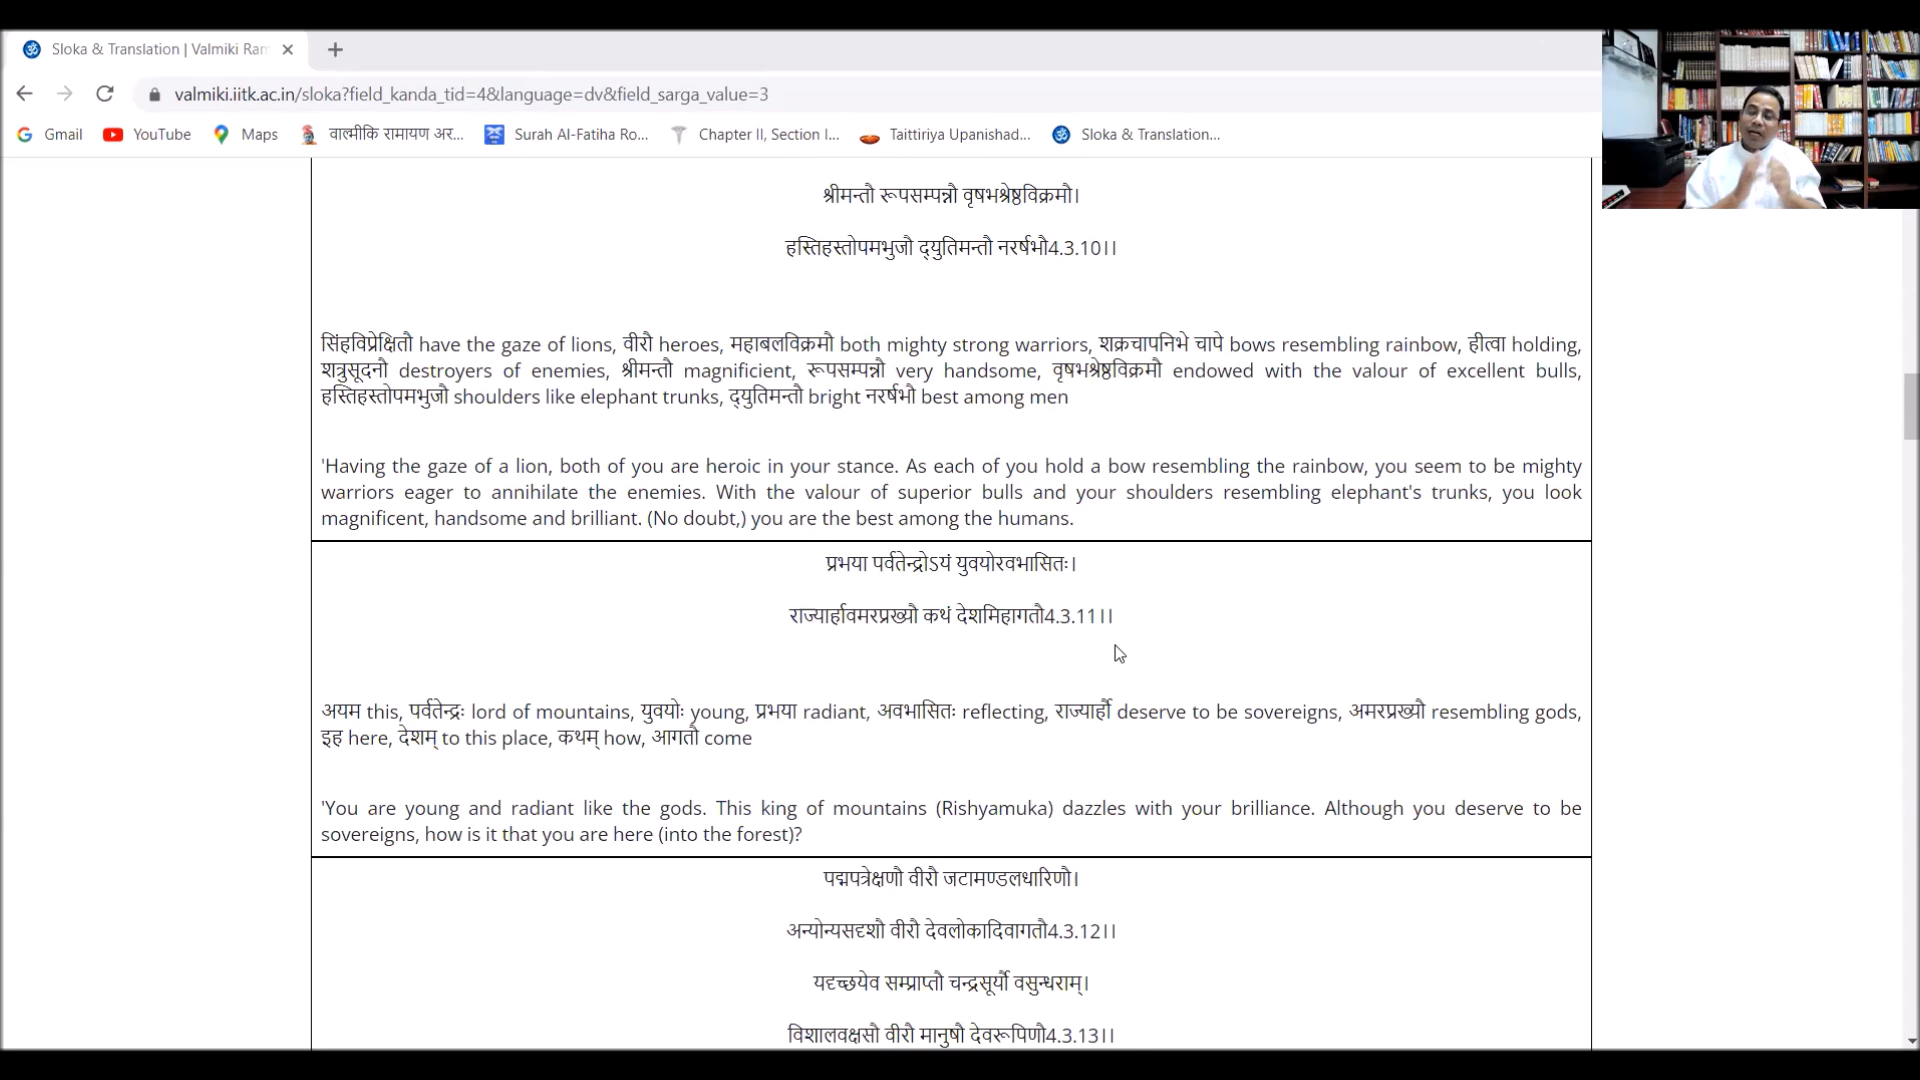 Sloka & Translation | Valmiki Ram
valmiki.iitk.ac.in/sloka?field_kanda_tid=4&language=dv&field_sarga_value=3
Gmail YouTube Maps वाल्मीकि रामायण अर... Surah Al-Fatiha Ro... Chapter II, Section I... Taittiriya Upanishad... Sloka & Translation...
श्रीमन्तौ रूपसम्पन्नौ वृषभश्रेष्ठविक्रमौ।
हस्तिहस्तोपमभुजौ द्युतिमन्तौ नरर्षभौ4.3.10।।
सिंहविप्रेक्षितौ have the gaze of lions, वीरौ heroes, महाबलविक्रमौ both mighty strong warriors, शक्रचापनिभे चापे bows resembling rainbow, हीत्वा holding,
शत्रुसूदनौ destroyers of enemies, श्रीमन्तौ magnificient, रूपसम्पन्नौ very handsome, वृषभश्रेष्ठविक्रमौ endowed with the valour of excellent bulls,
हस्तिहस्तोपमभुजौ shoulders like elephant trunks, द्युतिमन्तौ bright नरर्षभौ best among men
'Having the gaze of a lion, both of you are heroic in your stance. As each of you hold a bow resembling the rainbow, you seem to be mighty
warriors eager to annihilate the enemies. With the valour of superior bulls and your shoulders resembling elephant's trunks, you look
magnificent, handsome and brilliant. (No doubt,) you are the best among the humans.
प्रभया पर्वतेन्द्रोऽयं युवयोरवभासितः।
राज्यार्हावमरप्रख्यौ कथं देशमिहागतौ4.3.11।।
अयम this, पर्वतेन्द्रः lord of mountains, युवयोः young, प्रभया radiant, अवभासितः reflecting, राज्यार्हौ deserve to be sovereigns, अमरप्रख्यौ resembling gods,
इह here, देशम् to this place, कथम् how, आगतौ come
'You are young and radiant like the gods. This king of mountains (Rishyamuka) dazzles with your brilliance. Although you deserve to be
sovereigns, how is it that you are here (into the forest)?
पद्मपत्रेक्षणौ वीरौ जटामण्डलधारिणौ।
अन्योन्यसदृशौ वीरौ देवलोकादिवागतौ4.3.12।।
यदृच्छयेव सम्प्राप्तौ चन्द्रसूर्यौ वसुन्धराम्।
विशालवक्षसौ वीरौ मानुषौ देवरूपिणौ4.3.13।।